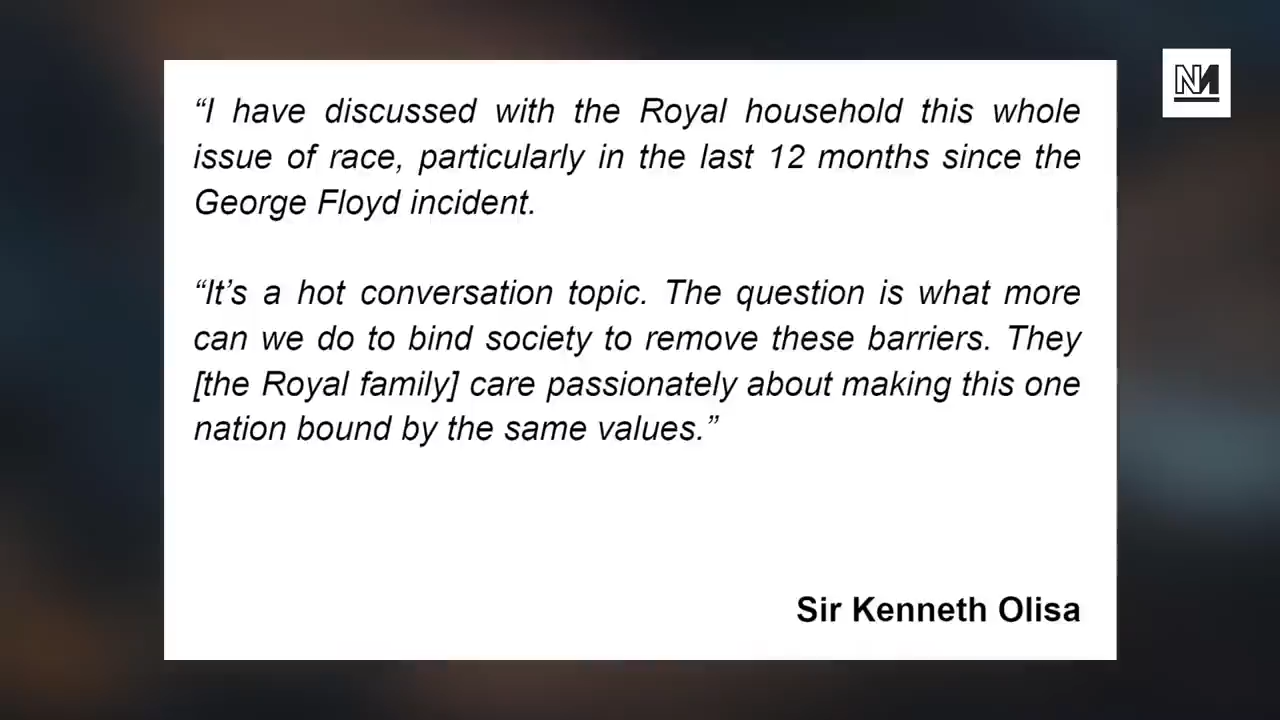 “I have discussed with the Royal household this whole
issue of race, particularly in the last 12 months since the
George Floyd incident.
“It’s a hot conversation topic. The question is what more
can we do to bind society to remove these barriers. They
[the Royal family] care passionately about making this one
nation bound by the same values.”
Sir Kenneth Olisa
NM